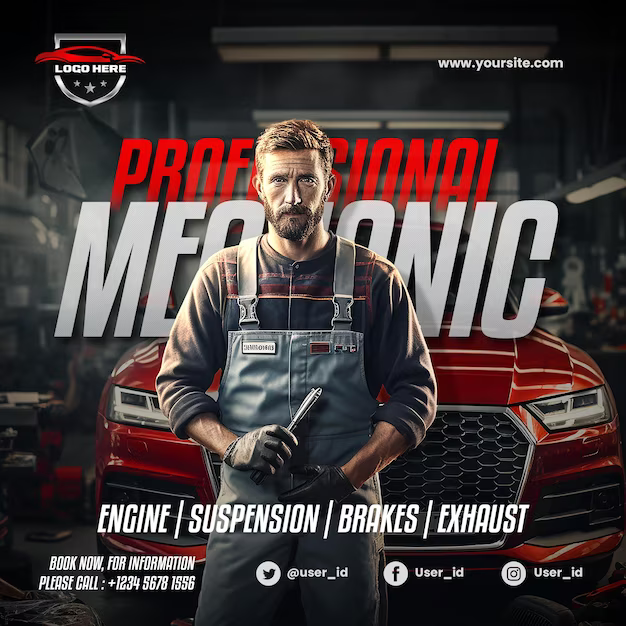 LOGO HERE
www.yoursite.com
PROFESSIONAL
MECHANIC
ENGINE | SUSPENSION | BRAKES | EXHAUST
BOOK NOW, FOR INFORMATION
PLEASE CALL : +1234 5678 1556
@user_id
User_id
User_id